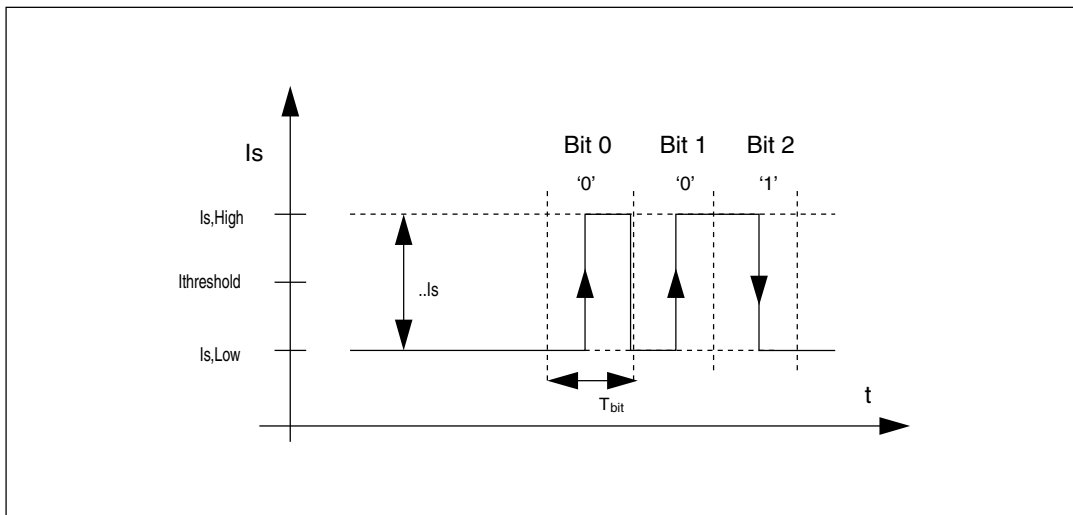 Is
Bit 0 Bit 1 Bit 2
‘0’ ‘0’ ‘1’
Is,High
Ithreshold
..Is
Is,Low
Tbit
t